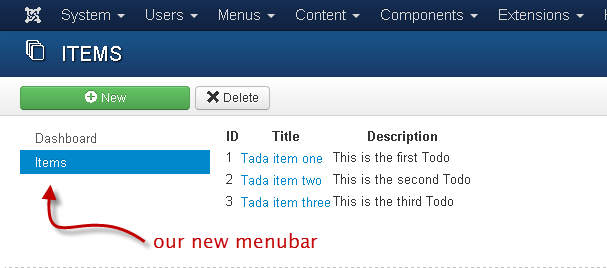 System Users Menus Content Components Extensions
ITEMS
New Delete
Dashboard
Items
ID Title Description
1 Tada item one This is the first Todo
2 Tada item two This is the second Todo
3 Tada item three This is the third Todo
our new menubar